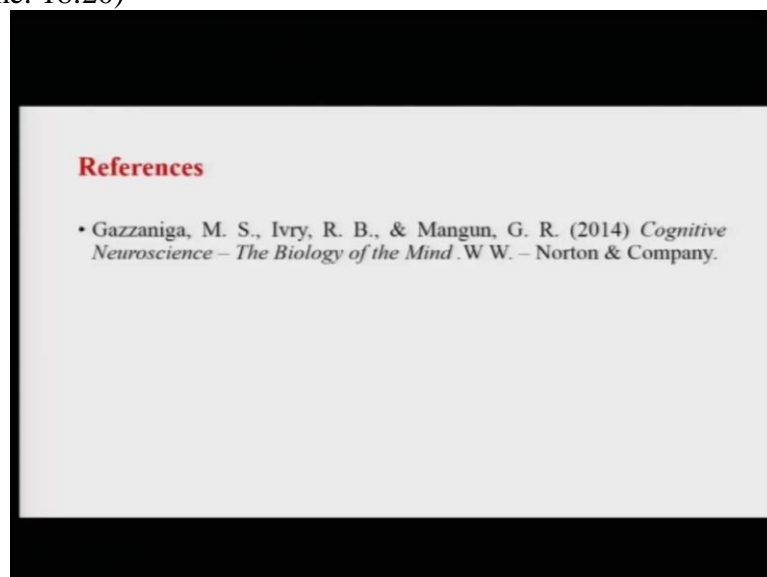 References
• Gazzaniga, M. S., Ivry, R. B., & Mangun, G. R. (2014) Cognitive
Neuroscience – The Biology of the Mind .W W. – Norton & Company.